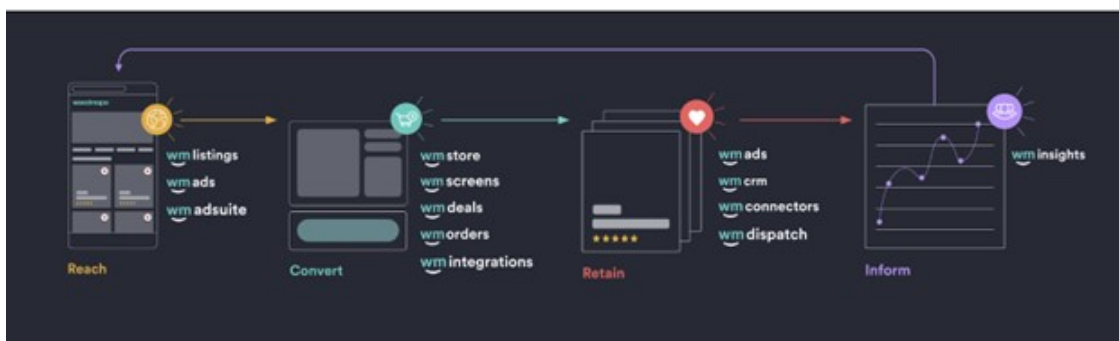 weedmaps
wm listings
wm ads
wm adsuite
Reach
wm store
wm screens
wm deals
wm orders
wm integrations
Convert
wm ads
wm crm
wm connectors
wm dispatch
Retain
wm insights
Inform